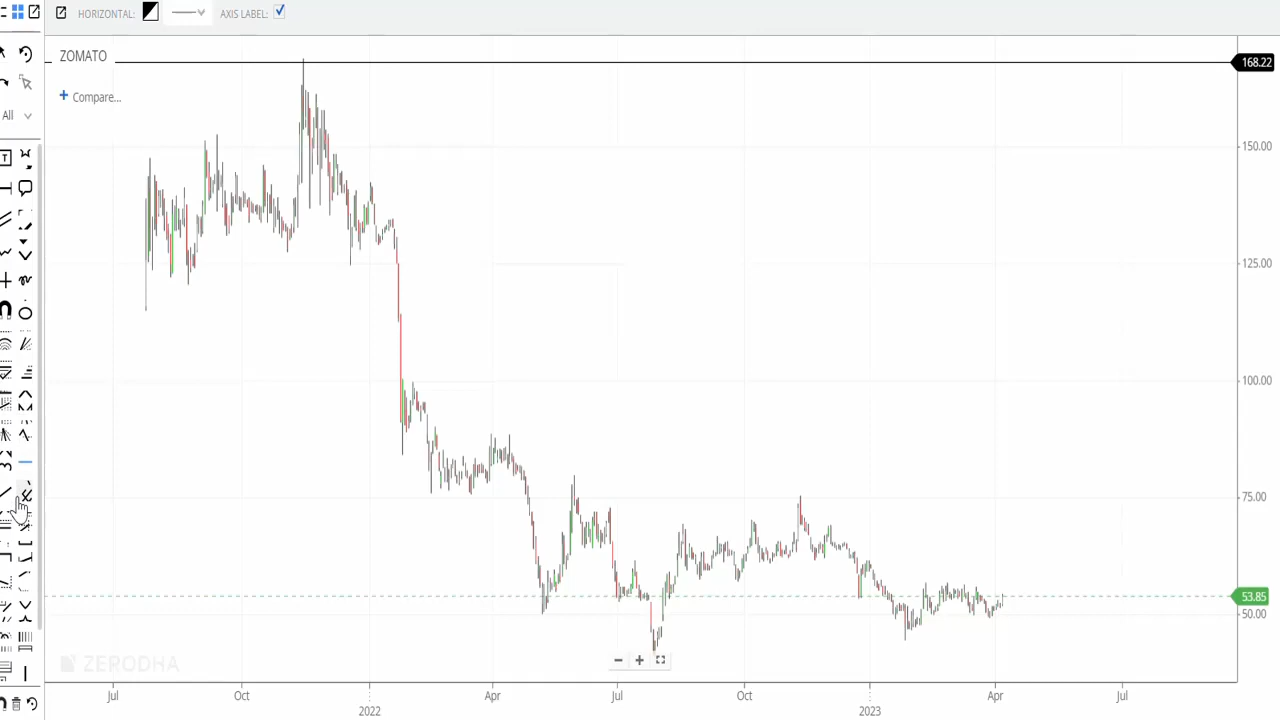 HORIZONTAL: AXIS LABEL:
ZOMATO
168.22
Compare...
All
150.00
125.00
100.00
75.00
53.85
50.00
ZERODHA
Jul Oct Apr Jul Oct Apr Jul
2022 2023